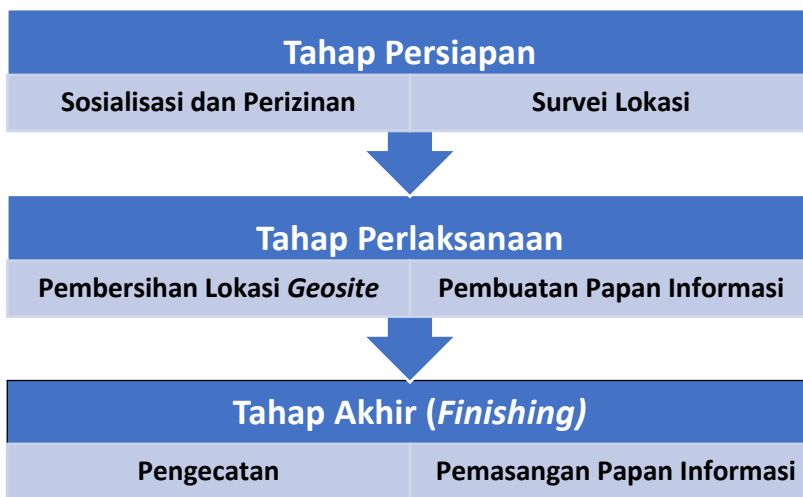 Tahap Persiapan
Sosialisasi dan Perizinan
Survei Lokasi
Tahap Perlaksanaan
Pembersihan Lokasi Geosite
Pembuatan Papan Informasi
Tahap Akhir (Finishing)
Pengecatan
Pemasangan Papan Informasi